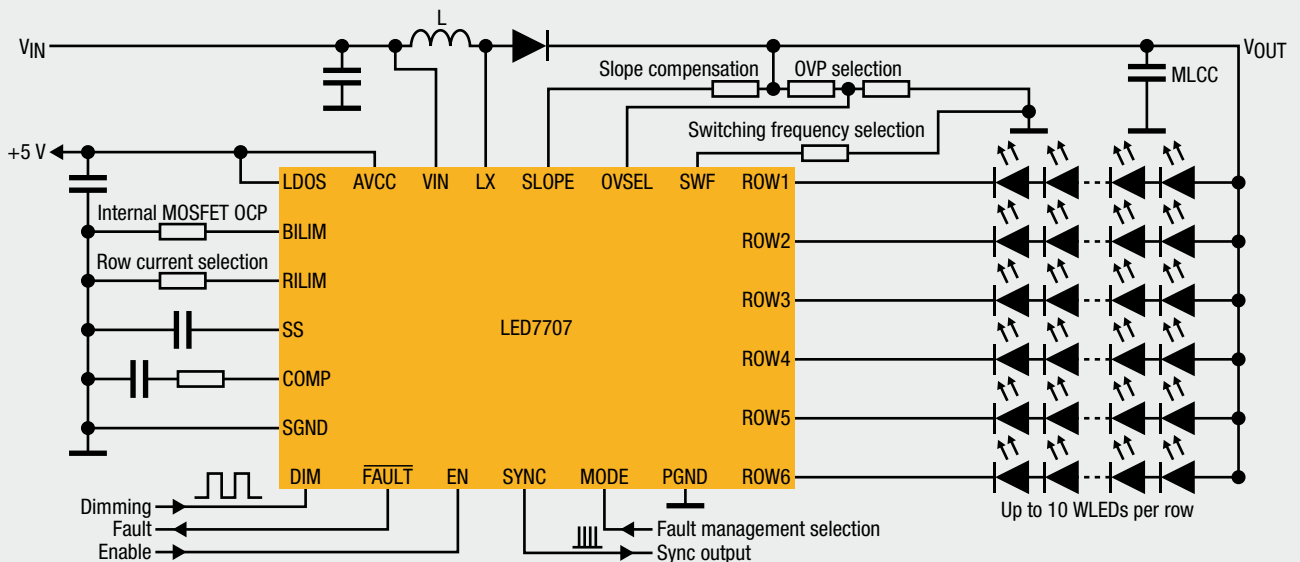 L
VIN
VOUT
Slope compensation
OVP selection
MLCC
Switching frequency selection
+5 V
LDOS AVCC VIN LX SLOPE OVSEL SWF ROW1
Internal MOSFET OCP
BILIM
ROW2
Row current selection
RILIM
ROW3
SS
LED7707
ROW4
COMP
ROW5
SGND
DIM FAULT EN SYNC MODE PGND ROW6
Dimming
Up to 10 WLEDs per row
Fault
Fault management selection
Enable
Sync output